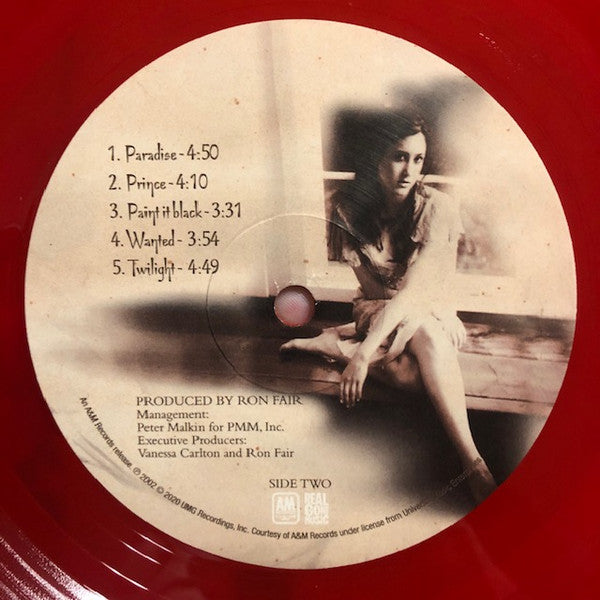 1. Paradise - 4:50
2. Prince - 4:10
3. Paint it black - 3:31
4. Wanted - 3:54
5. Twilight - 4:49
PRODUCED BY RON FAIR
Management:
Peter Malkin for PMM, Inc.
Executive Producers:
Vanessa Carlton and Ron Fair
SIDE TWO
AM
REAL
GONE
MUSIC
An A&M Records release. ℗ 2002 © 2020 UMG Recordings, Inc. Courtesy of A&M Records under license from